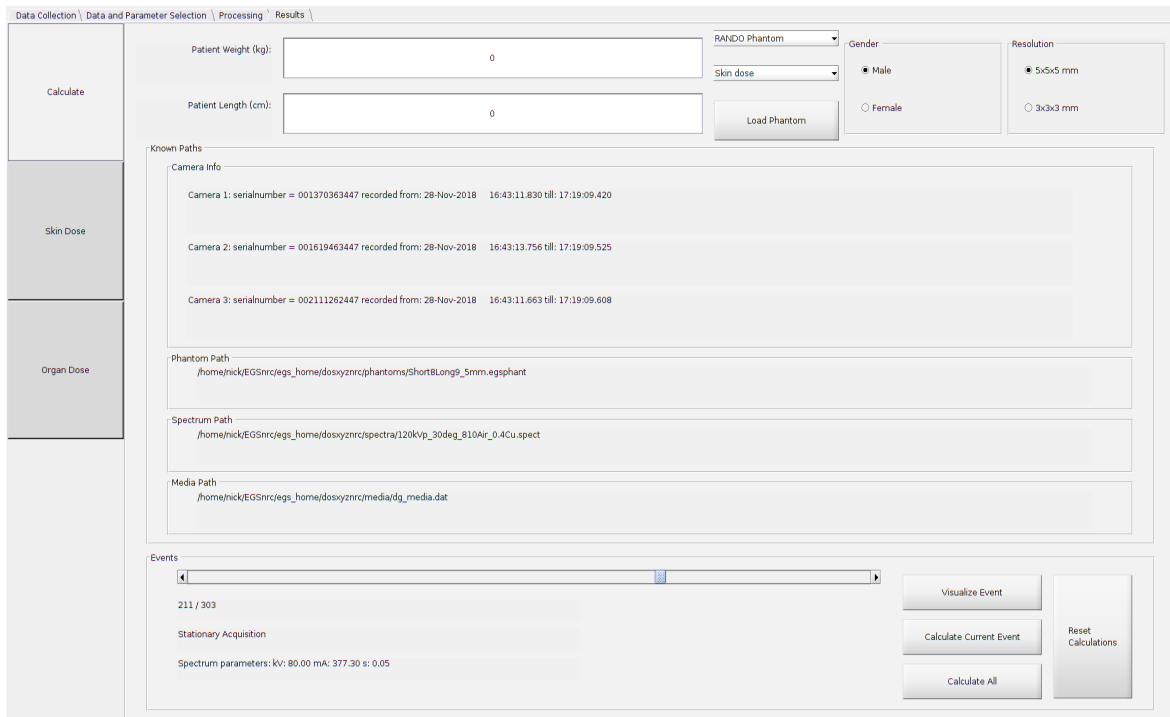 Data Collection
Data and Parameter Selection
Processing
Results
Calculate
Skin Dose
Organ Dose
Patient Weight (kg):
0
Patient Length (cm):
0
RANDO Phantom
Skin dose
Load Phantom
Gender
Male
Female
Resolution
5x5x5 mm
3x3x3 mm
Known Paths
Camera Info
Camera 1: serialnumber = 001370363447 recorded from: 28-Nov-2018 16:43:11.830 till: 17:19:09.420
Camera 2: serialnumber = 001619463447 recorded from: 28-Nov-2018 16:43:13.756 till: 17:19:09.525
Camera 3: serialnumber = 002111262447 recorded from: 28-Nov-2018 16:43:11.663 till: 17:19:09.608
Phantom Path
/home/nick/EGSnrc/egs_home/dosxyznrc/phantoms/Short8Long9_5mm.egsphant
Spectrum Path
/home/nick/EGSnrc/egs_home/dosxyznrc/spectra/120kVp_30deg_810Air_0.4Cu.spect
Media Path
/home/nick/EGSnrc/egs_home/dosxyznrc/media/dg_media.dat
Events
211 / 303
Stationary Acquisition
Spectrum parameters: kV: 80.00 mA: 377.30 s: 0.05
Visualize Event
Calculate Current Event
Calculate All
Reset
Calculations